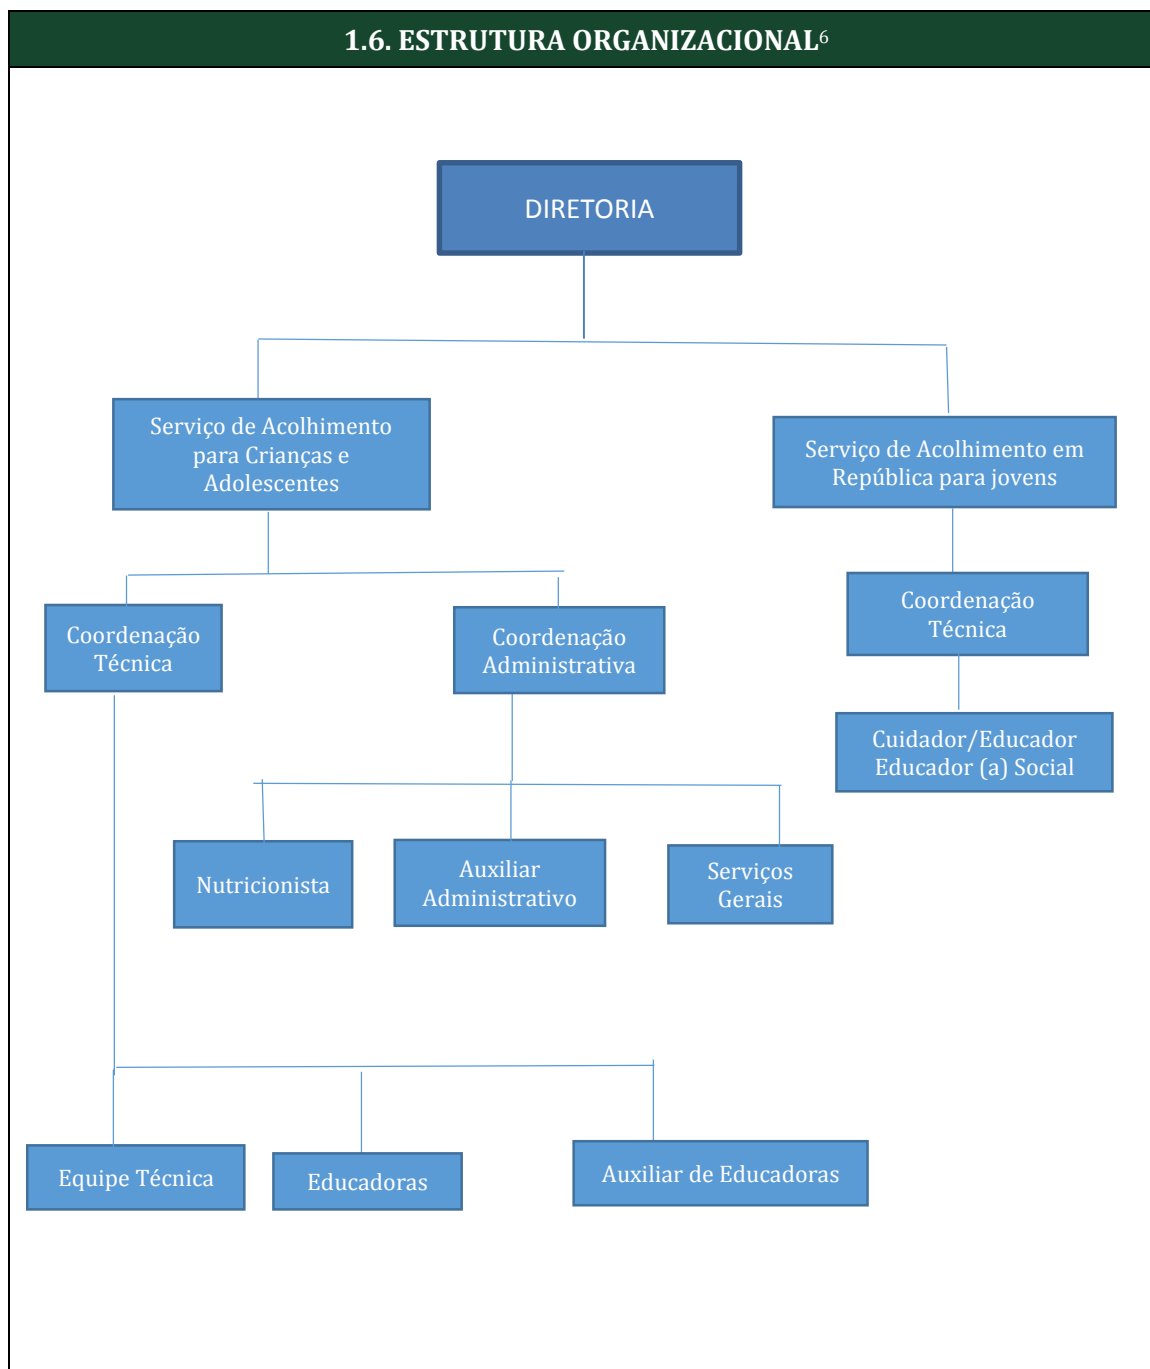 1.6. ESTRUTURA ORGANIZACIONAL⁶
DIRETORIA
Serviço de Acolhimento
para Crianças e
Adolescentes
Serviço de Acolhimento em
República para jovens
Coordenação
Técnica
Coordenação
Administrativa
Coordenação
Técnica
Cuidador/Educador
Educador (a) Social
Nutricionista
Auxiliar
Administrativo
Serviços
Gerais
Equipe Técnica
Educadoras
Auxiliar de Educadoras